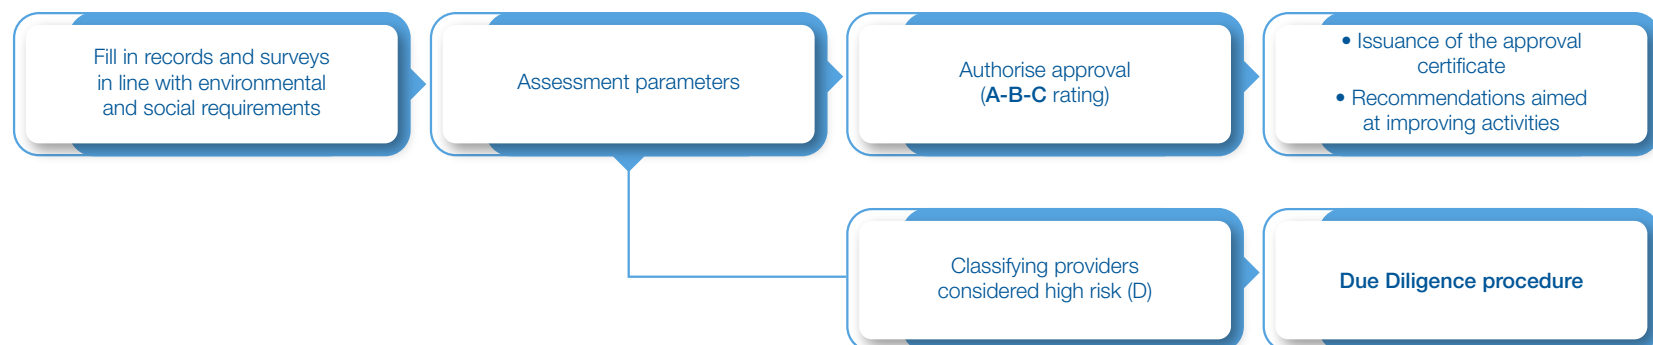 Fill in records and surveys
in line with environmental
and social requirements
Assessment parameters
Authorise approval
(A-B-C rating)
• Issuance of the approval
certificate
• Recommendations aimed
at improving activities
Classifying providers
considered high risk (D)
Due Diligence procedure